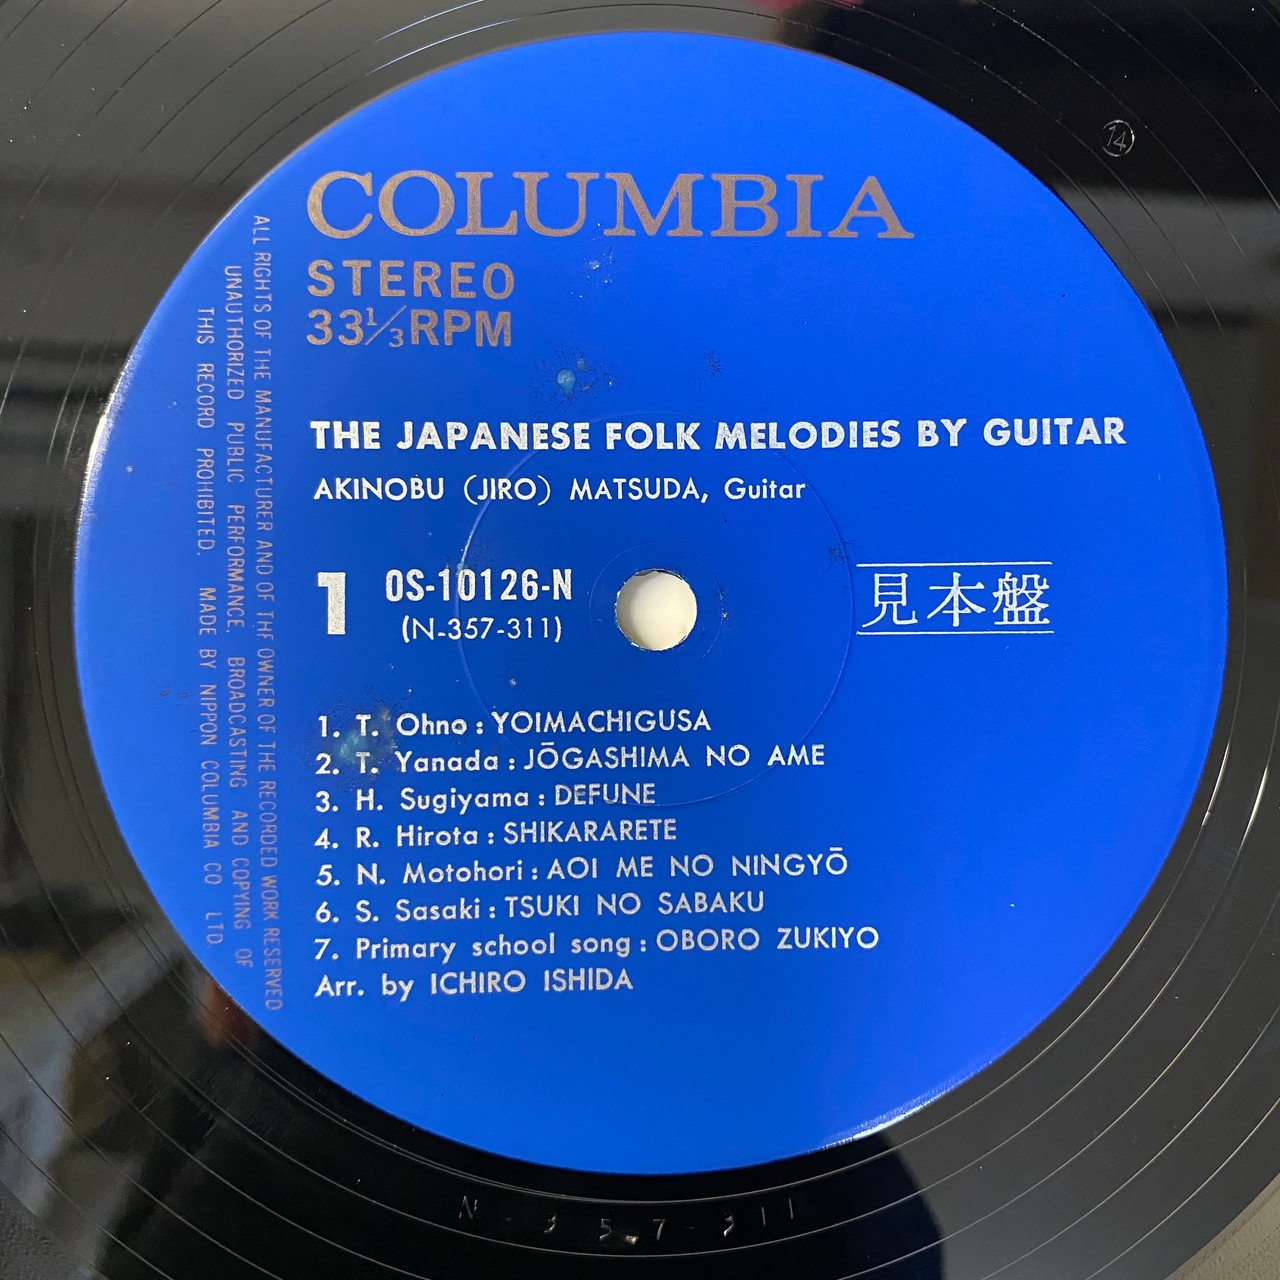 COLUMBIA
STEREO
33⅓RPM
THE JAPANESE FOLK MELODIES BY GUITAR
AKINOBU (JIRO) MATSUDA, Guitar
1 OS-10126-N
(N-357-311)
見本盤
1. T. Ohno : YOIMACHIGUSA
2. T. Yanada : JŌGASHIMA NO AME
3. H. Sugiyama : DEFUNE
4. R. Hirota : SHIKARARETE
5. N. Motohori : AOI ME NO NINGYŌ
6. S. Sasaki : TSUKI NO SABAKU
7. Primary school song : OBORO ZUKIYO
Arr. by ICHIRO ISHIDA
ALL RIGHTS OF THE MANUFACTURER AND OF THE OWNER OF THE RECORDED WORK RESERVED
UNAUTHORIZED PUBLIC PERFORMANCE. BROADCASTING AND COPYING OF
THIS RECORD PROHIBITED. MADE BY NIPPON COLUMBIA CO LTD.
14
N-357-311